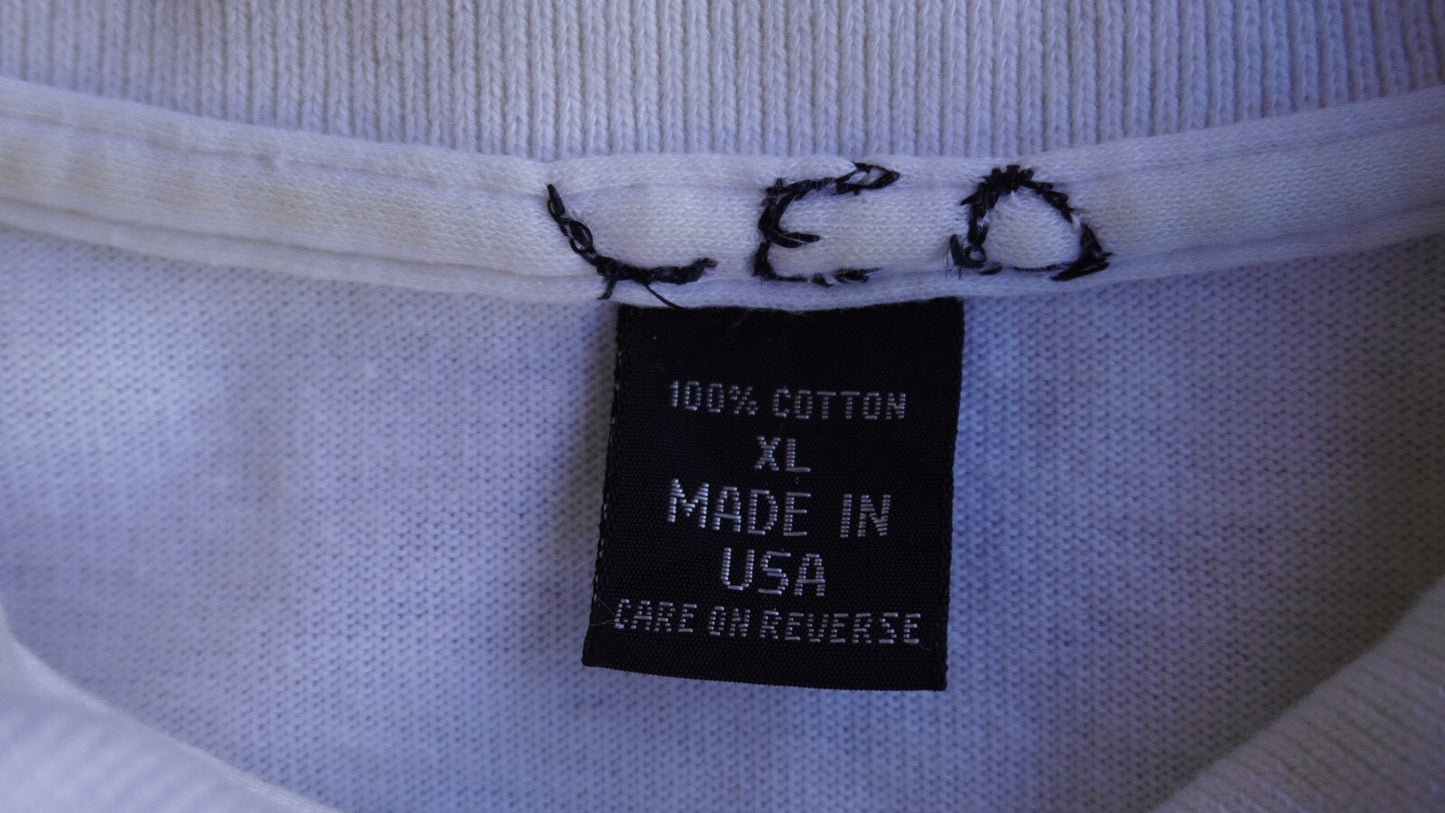 LEO
100% COTTON
XL
MADE IN
USA
CARE ON REVERSE